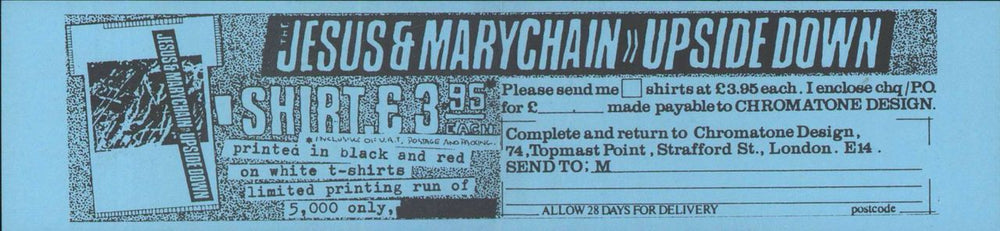 THE JESUS & MARYCHAIN » UPSIDE DOWN
JESUS & MARYCHAIN » UPSIDE DOWN
SHIRT £3.95 EACH
* INCLUSIVE OF V.A.T, POSTAGE AND PACKING.
printed in black and red
on white t-shirts
limited printing run of
5,000 only,
Please send me shirts at £3.95 each. I enclose chq/P.O.
for £______ made payable to CHROMATONE DESIGN.
Complete and return to Chromatone Design,
74, Topmast Point, Strafford St., London. E14.
SEND TO: M
ALLOW 28 DAYS FOR DELIVERY
postcode